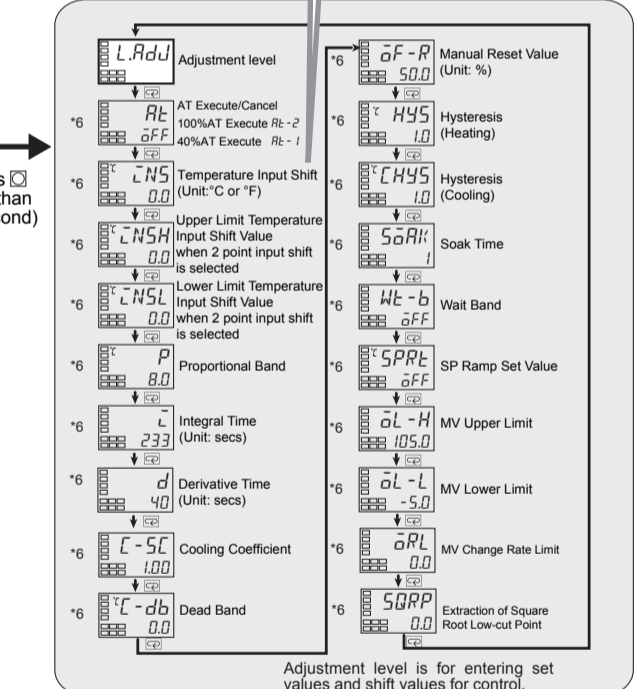 s
han
ond)
L.AdJ
Adjustment level
*6
At
oFF
AT Execute/Cancel
100%AT Execute At-2
40%AT Execute At-1
*6
°C
iNS
0.0
Temperature Input Shift
(Unit:°C or °F)
*6
°C
iNSH
0.0
Upper Limit Temperature
Input Shift Value
when 2 point input shift
is selected
*6
°C
iNSL
0.0
Lower Limit Temperature
Input Shift Value
when 2 point input shift
is selected
*6
°C
P
8.0
Proportional Band
*6
i
233
Integral Time
(Unit: secs)
*6
d
40
Derivative Time
(Unit: secs)
*6
C-SC
1.00
Cooling Coefficient
*6
°C
C-db
0.0
Dead Band
*6
oF-R
50.0
Manual Reset Value
(Unit: %)
*6
°C
HYS
1.0
Hysteresis
(Heating)
*6
°C
CHYS
1.0
Hysteresis
(Cooling)
*6
SoAK
1
Soak Time
*6
Wt-b
oFF
Wait Band
*6
°C
SPRt
oFF
SP Ramp Set Value
*6
oL-H
105.0
MV Upper Limit
*6
oL-L
-5.0
MV Lower Limit
*6
oRL
0.0
MV Change Rate Limit
*6
SQRP
0.0
Extraction of Square
Root Low-cut Point
Adjustment level is for entering set
values and shift values for control.